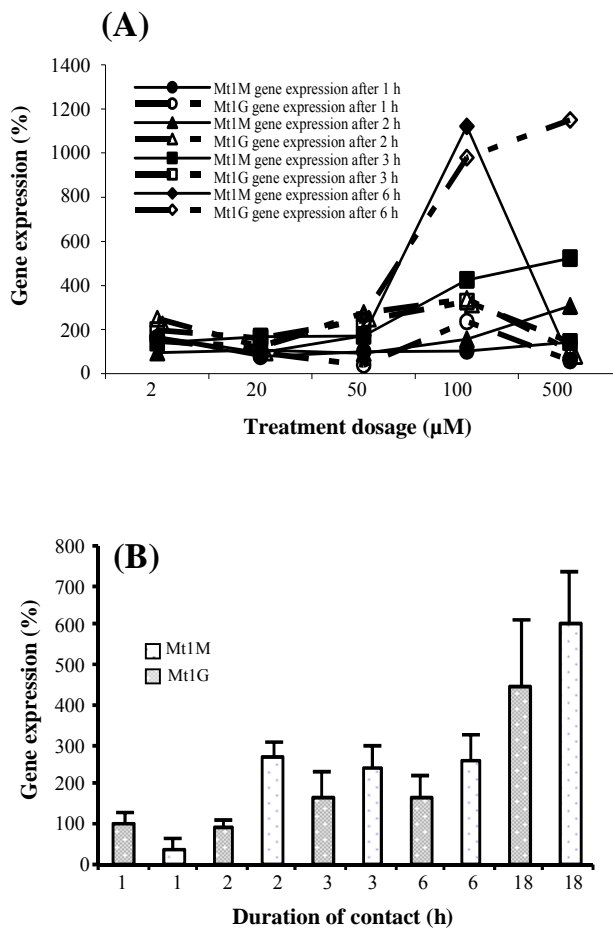 (A)
1400
1200
1000
800
600
400
200
0
Gene expression (%)
Mt1M gene expression after 1 h
Mt1G gene expression after 1 h
Mt1M gene expression after 2 h
Mt1G gene expression after 2 h
Mt1M gene expression after 3 h
Mt1G gene expression after 3 h
Mt1M gene expression after 6 h
Mt1G gene expression after 6 h
2 20 50 100 500
Treatment dosage (µM)
(B)
800
700
600
500
400
300
200
100
0
Gene expression (%)
Mt1M
Mt1G
1 1 2 2 3 3 6 6 18 18
Duration of contact (h)